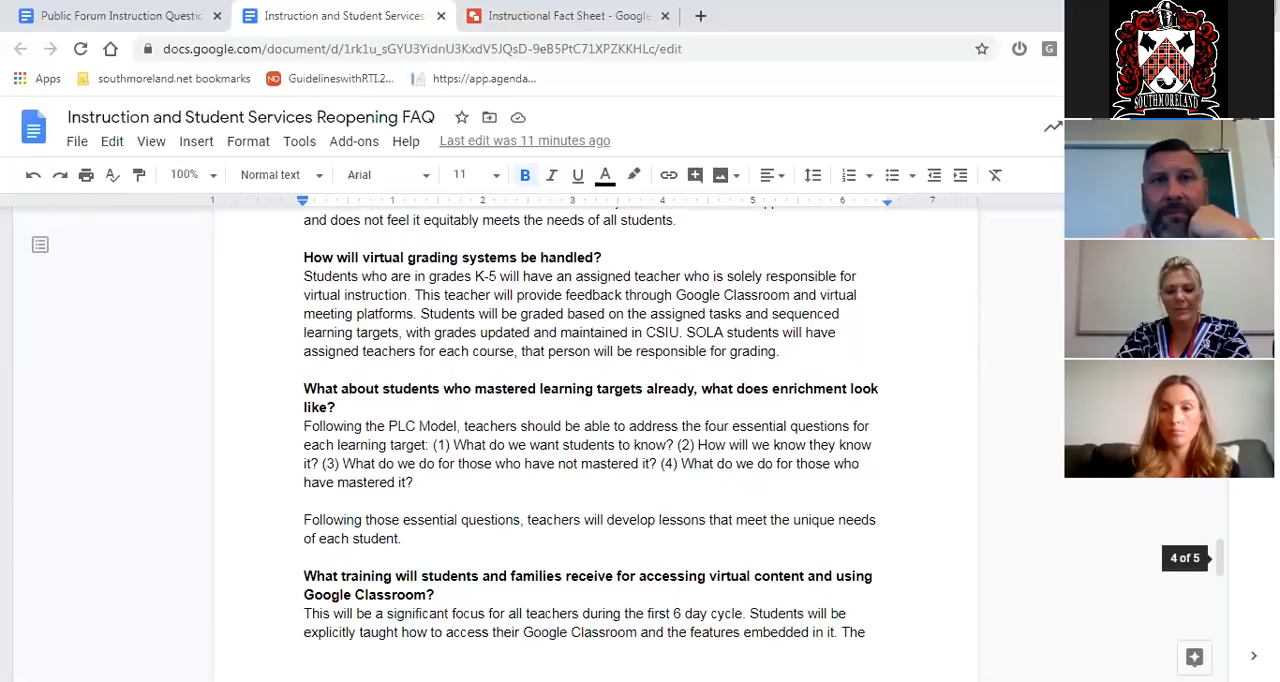 Public Forum Instruction Questic
Instruction and Student Services
Instructional Fact Sheet - Google
docs.google.com/document/d/1rk1u_sGYU3YidnU3KxdV5JQsD-9eB5PtC71XPZKKHLc/edit
Apps
southmoreland.net bookmarks
GuidelineswithRTI.2...
https://app.agenda...
Instruction and Student Services Reopening FAQ
File Edit View Insert Format Tools Add-ons Help Last edit was 11 minutes ago
100% Normal text Arial 11 B I U A
1 1 2 3 4 5 6 7
and does not feel it equitably meets the needs of all students.
How will virtual grading systems be handled?
Students who are in grades K-5 will have an assigned teacher who is solely responsible for
virtual instruction. This teacher will provide feedback through Google Classroom and virtual
meeting platforms. Students will be graded based on the assigned tasks and sequenced
learning targets, with grades updated and maintained in CSIU. SOLA students will have
assigned teachers for each course, that person will be responsible for grading.
What about students who mastered learning targets already, what does enrichment look
like?
Following the PLC Model, teachers should be able to address the four essential questions for
each learning target: (1) What do we want students to know? (2) How will we know they know
it? (3) What do we do for those who have not mastered it? (4) What do we do for those who
have mastered it?
Following those essential questions, teachers will develop lessons that meet the unique needs
of each student.
What training will students and families receive for accessing virtual content and using
Google Classroom?
This will be a significant focus for all teachers during the first 6 day cycle. Students will be
explicitly taught how to access their Google Classroom and the features embedded in it. The
4 of 5
SOUTHMORELAND